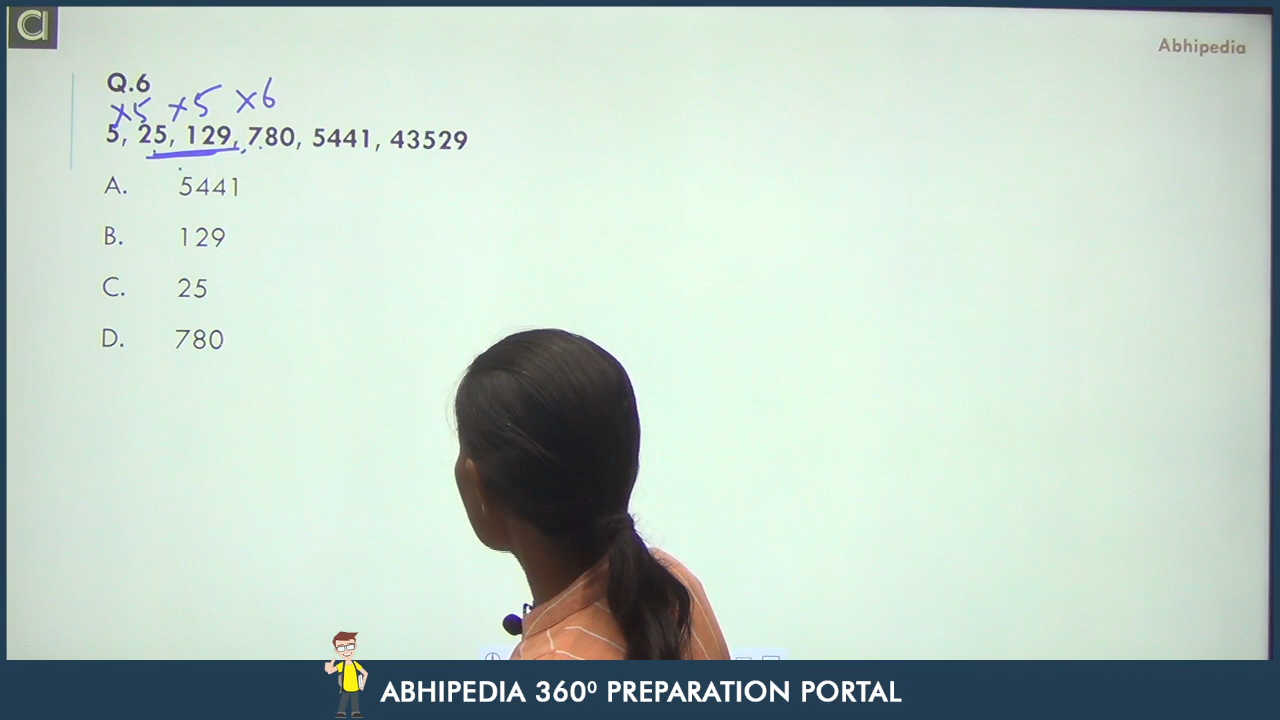 a
Abhipedia
Q.6
×5 ×5 ×6
5, 25, 129, 780, 5441, 43529
A. 5441
B. 129
C. 25
D. 780
ABHIPEDIA 360⁰ PREPARATION PORTAL